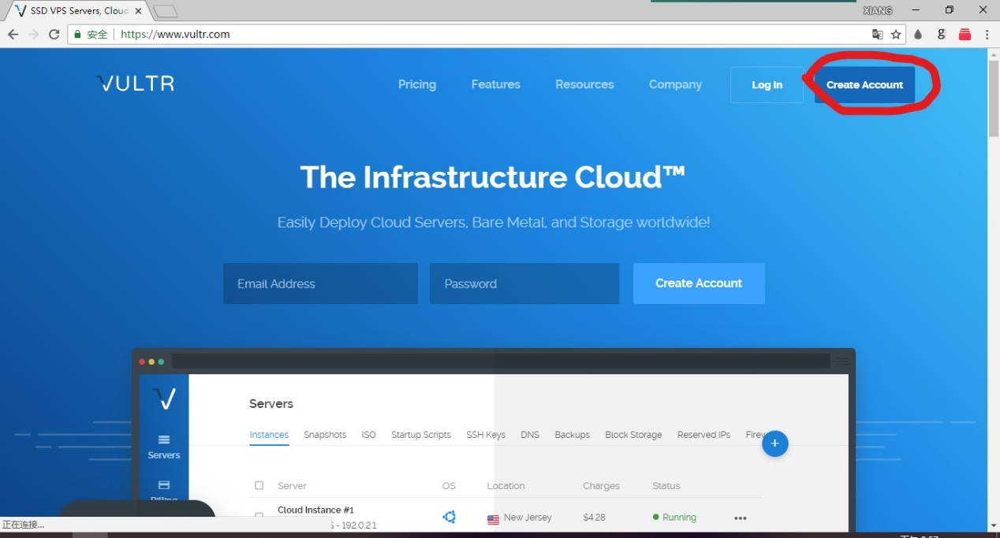 SSD VPS Servers, Cloud
XIANG
安全 https://www.vultr.com
VULTR
Pricing Features Resources Company Log In Create Account
The Infrastructure Cloud™
Easily Deploy Cloud Servers, Bare Metal, and Storage worldwide!
Email Address Password Create Account
Servers
Instances Snapshots ISO Startup Scripts SSH Keys DNS Backups Block Storage Reserved IPs
Servers
Server OS Location Charges Status
Billing
Cloud Instance #1
New Jersey $4.28 Running
- 192.0.2.1
正在连接...